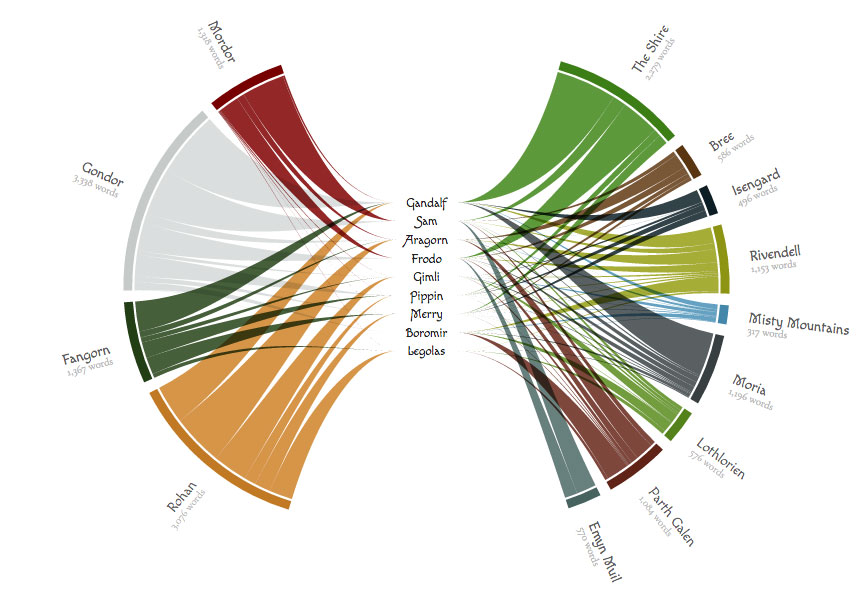 Mordor
1,318 words
Gondor
3,338 words
Fangorn
1,367 words
Rohan
3,076 words
Gandalf
Sam
Aragorn
Frodo
Gimli
Pippin
Merry
Boromir
Legolas
The Shire
2,279 words
Bree
586 words
Isengard
496 words
Rivendell
1,153 words
Misty Mountains
317 words
Moria
1,196 words
Lothlorien
576 words
Parth Galen
1,084 words
Emyn Muil
570 words